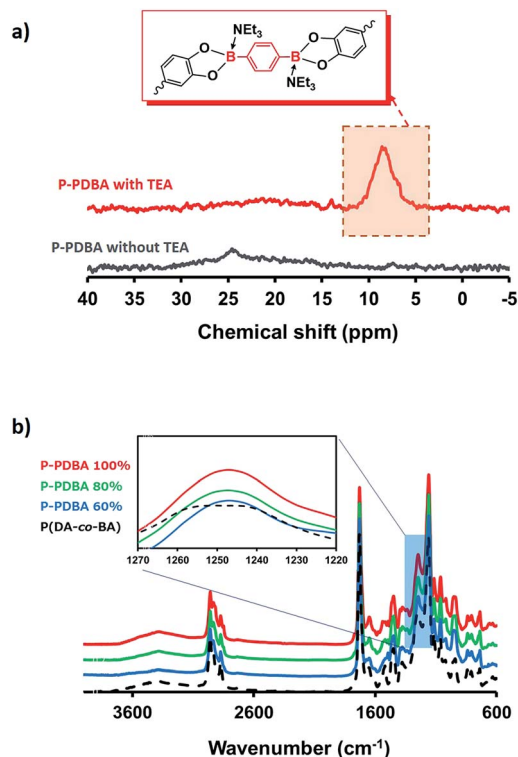 a)
NEt3
O
B
B
O
O
O
NEt3
P-PDBA with TEA
P-PDBA without TEA
40 35 30 25 20 15 10 5 0 -5
Chemical shift (ppm)
b)
P-PDBA 100%
P-PDBA 80%
P-PDBA 60%
P(DA-co-BA)
1270 1260 1250 1240 1230 1220
3600 2600 1600 600
Wavenumber (cm-1)